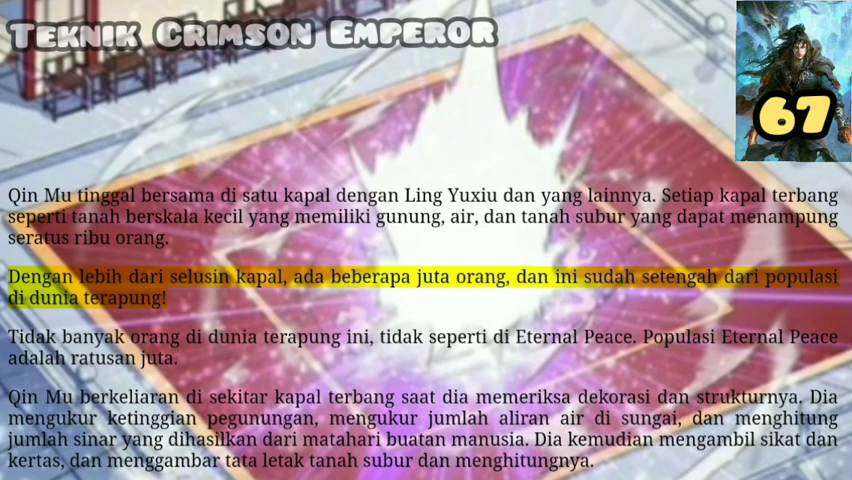 Teknik Crimson Emperor
67
Qin Mu tinggal bersama di satu kapal dengan Ling Yuxiu dan yang lainnya. Setiap kapal terbang
seperti tanah berskala kecil yang memiliki gunung, air, dan tanah subur yang dapat menampung
seratus ribu orang.
Dengan lebih dari selusin kapal, ada beberapa juta orang, dan ini sudah setengah dari populasi
di dunia terapung!
Tidak banyak orang di dunia terapung ini, tidak seperti di Eternal Peace. Populasi Eternal Peace
adalah ratusan juta.
Qin Mu berkeliaran di sekitar kapal terbang saat dia memeriksa dekorasi dan strukturnya. Dia
mengukur ketinggian pegunungan, mengukur jumlah aliran air di sungai, dan menghitung
jumlah sinar yang dihasilkan dari matahari buatan manusia. Dia kemudian mengambil sikat dan
kertas, dan menggambar tata letak tanah subur dan menghitungnya.